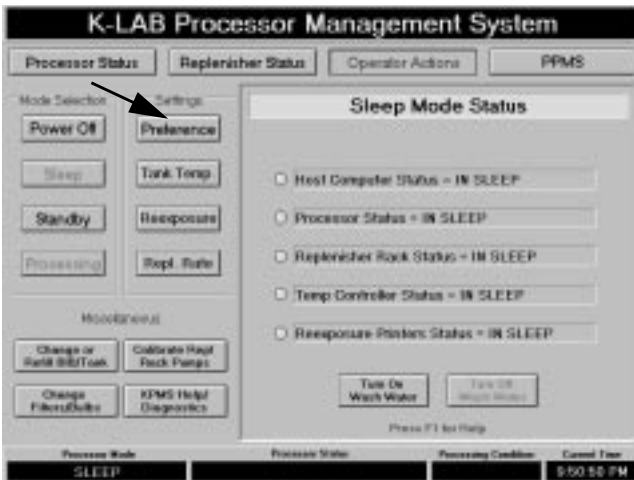 K-LAB Processor Management System
Processor Status
Replenisher Status
Operator Actions
PPMS
Mode Selection
Settings
Power Off
Preference
Sleep
Tank Temp.
Standby
Reexposure
Processing
Repl. Rate
Miscellaneous
Change or
Refill BIB/Tank
Calibrate Repl
Rack Pumps
Change
Filters/Bulbs
KPMS Help/
Diagnostics
Sleep Mode Status
Host Computer Status = IN SLEEP
Processor Status = IN SLEEP
Replenisher Rack Status = IN SLEEP
Temp Controller Status = IN SLEEP
Reexposure Printers Status = IN SLEEP
Turn On
Wash Water
Turn Off
Wash Water
Press F1 for Help
Processor Mode
Processor Status
Processing Condition
Current Time
SLEEP
9:50:50 PM